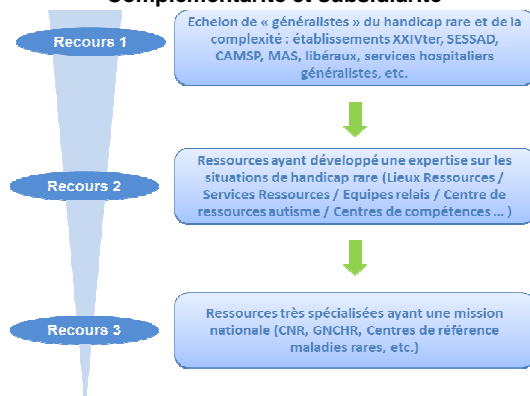 Complémentarité et Subsidiarité
Recours 1
Echelon de « généralistes » du handicap rare et de la
complexité : établissements XXIVter, SESSAD,
CAMSP, MAS, libéraux, services hospitaliers
généralistes, etc.
Recours 2
Ressources ayant développé une expertise sur les
situations de handicap rare (Lieux Ressources /
Services Ressources / Equipes relais / Centre de
ressources autisme / Centres de compétences ... )
Recours 3
Ressources très spécialisées ayant une mission
nationale (CNR, GNCHR, Centres de référence
maladies rares, etc.)